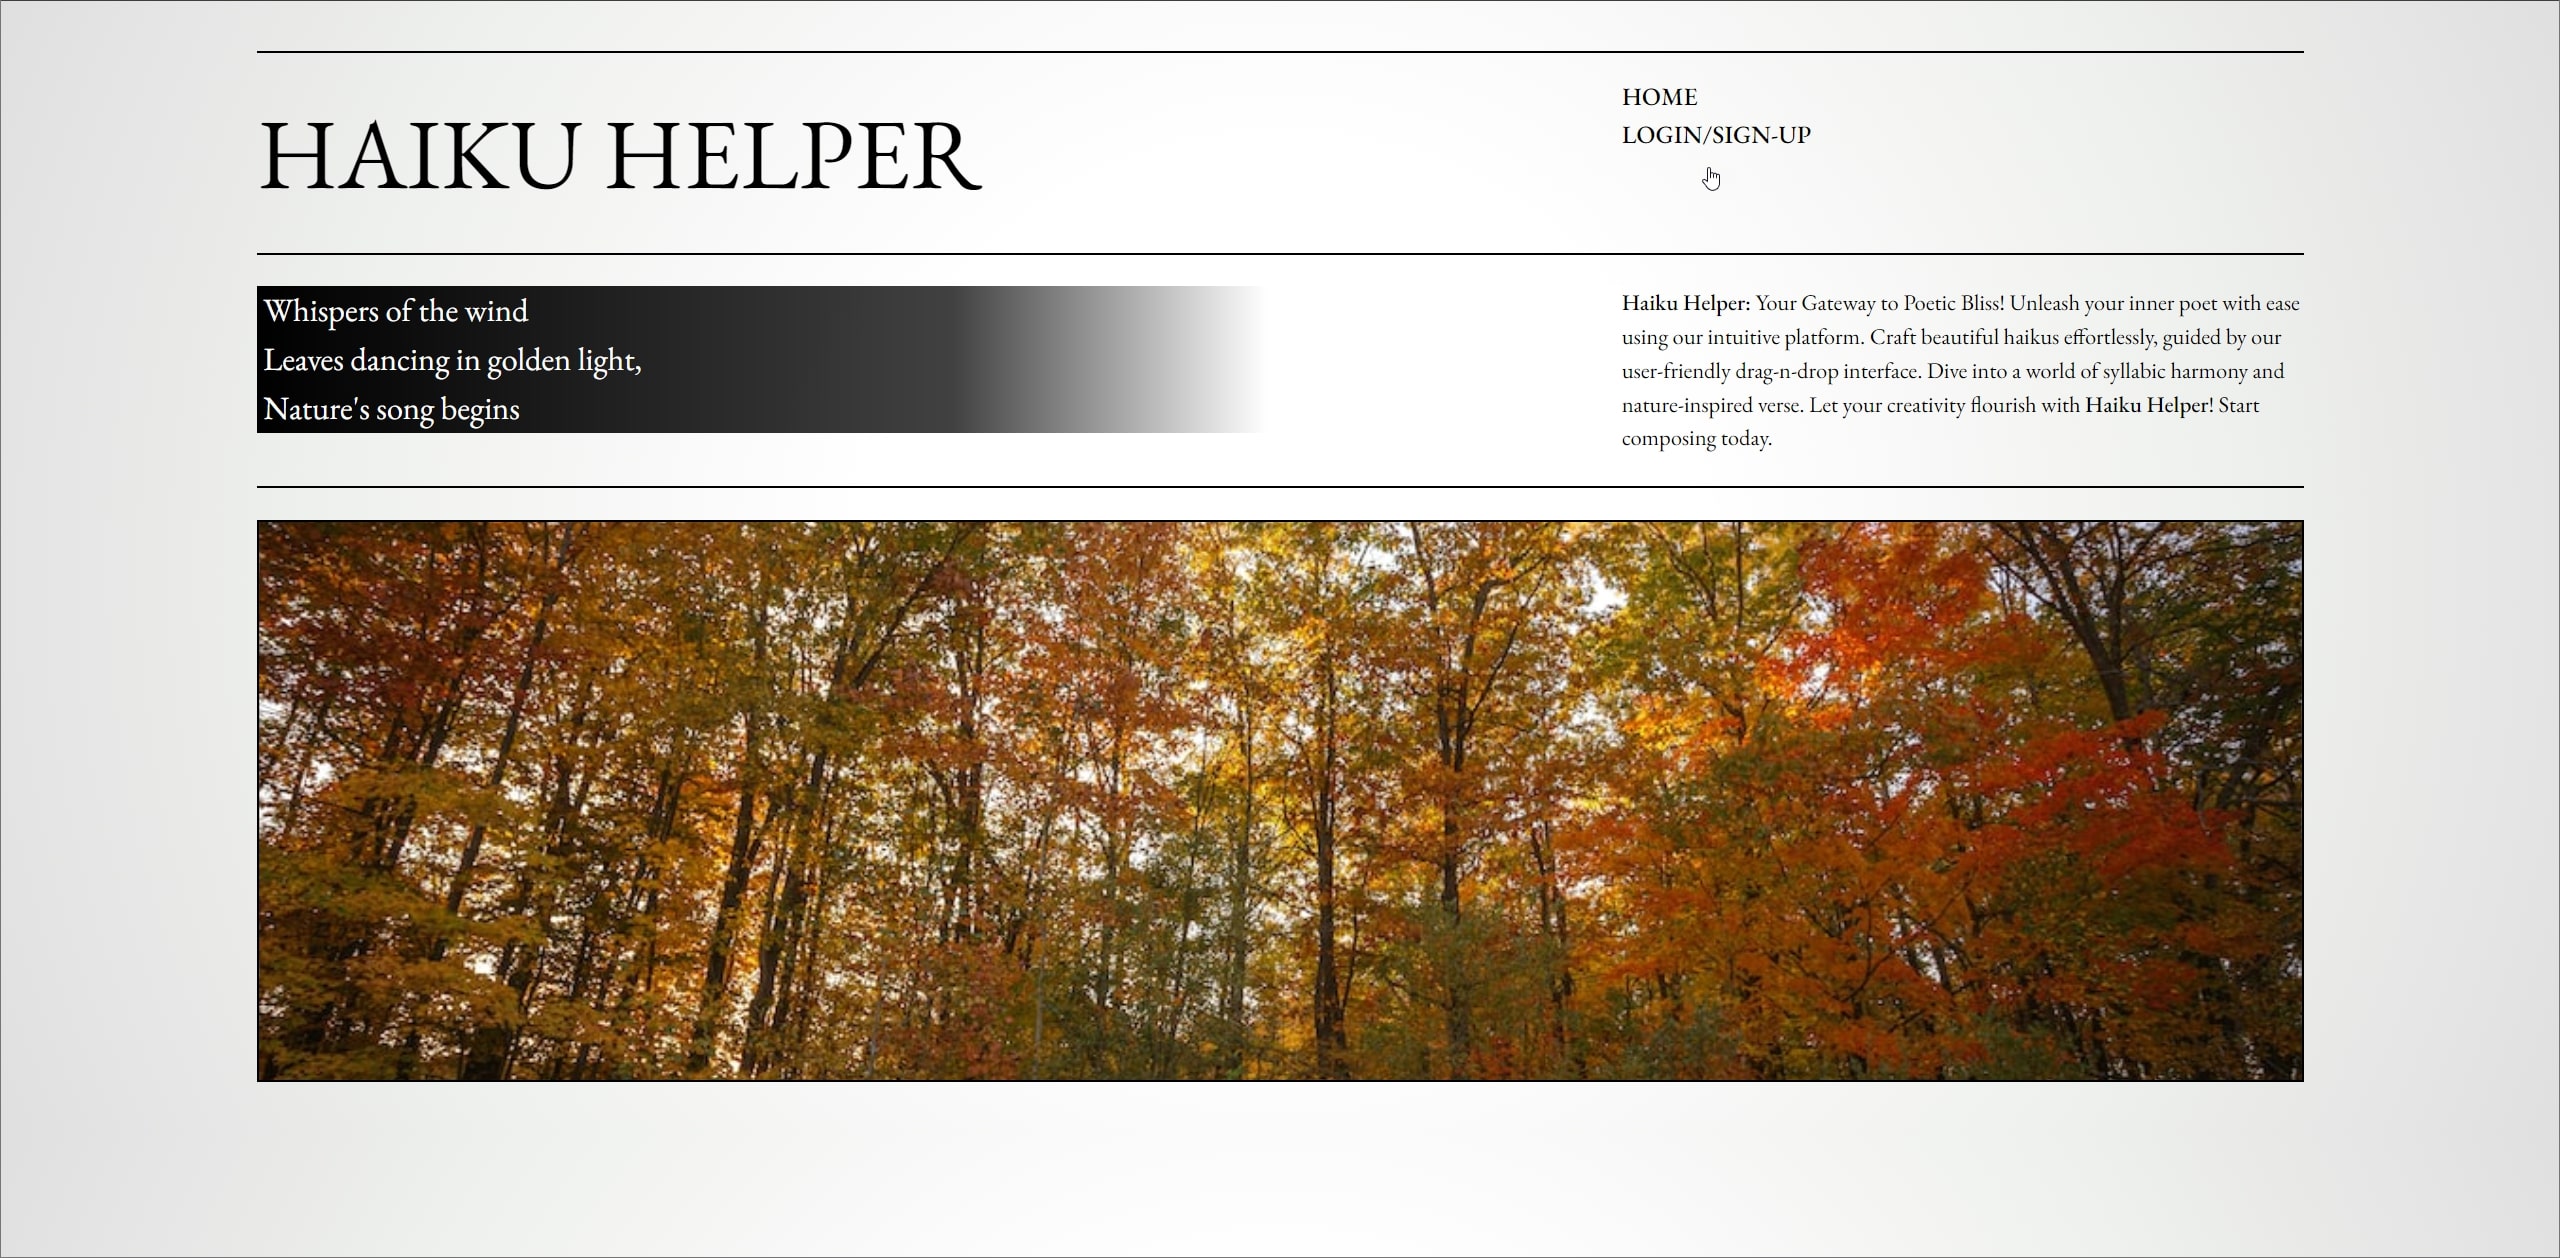 HAIKU HELPER
HOME
LOGIN/SIGN-UP
Whispers of the wind
Leaves dancing in golden light,
Nature's song begins
Haiku Helper: Your Gateway to Poetic Bliss! Unleash your inner poet with ease
using our intuitive platform. Craft beautiful haikus effortlessly, guided by our
user-friendly drag-n-drop interface. Dive into a world of syllabic harmony and
nature-inspired verse. Let your creativity flourish with Haiku Helper! Start
composing today.